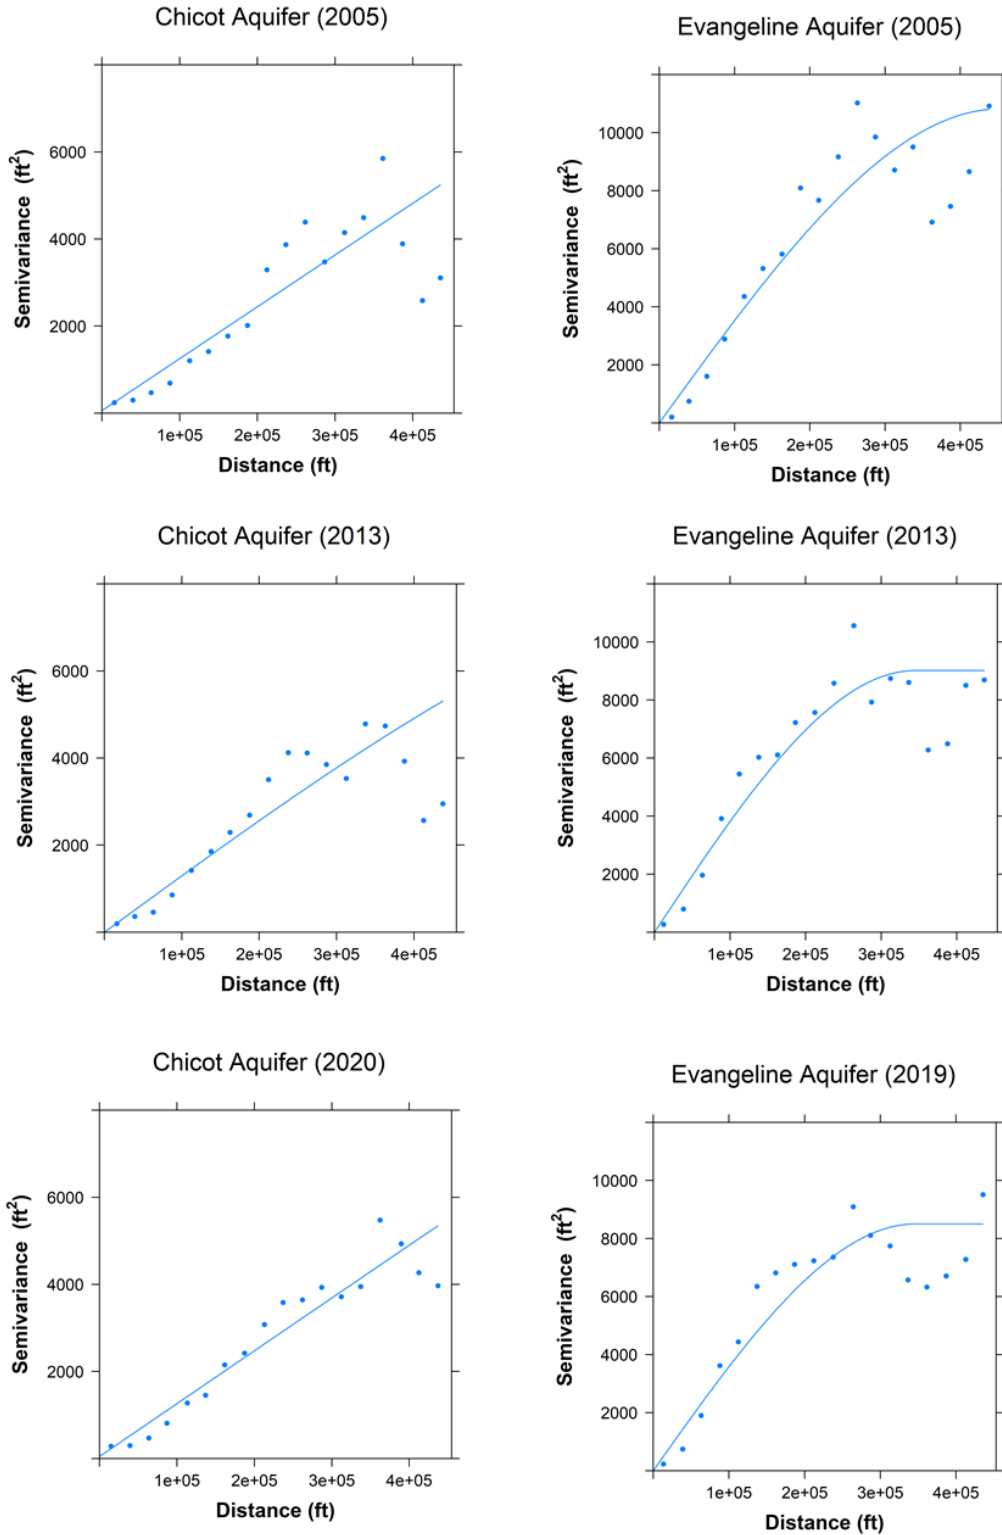 Chicot Aquifer (2005)
Semivariance (ft²)
6000
4000
2000
1e+05 2e+05 3e+05 4e+05
Distance (ft)
Evangeline Aquifer (2005)
Semivariance (ft²)
10000
8000
6000
4000
2000
1e+05 2e+05 3e+05 4e+05
Distance (ft)
Chicot Aquifer (2013)
Semivariance (ft²)
6000
4000
2000
1e+05 2e+05 3e+05 4e+05
Distance (ft)
Evangeline Aquifer (2013)
Semivariance (ft²)
10000
8000
6000
4000
2000
1e+05 2e+05 3e+05 4e+05
Distance (ft)
Chicot Aquifer (2020)
Semivariance (ft²)
6000
4000
2000
1e+05 2e+05 3e+05 4e+05
Distance (ft)
Evangeline Aquifer (2019)
Semivariance (ft²)
10000
8000
6000
4000
2000
1e+05 2e+05 3e+05 4e+05
Distance (ft)